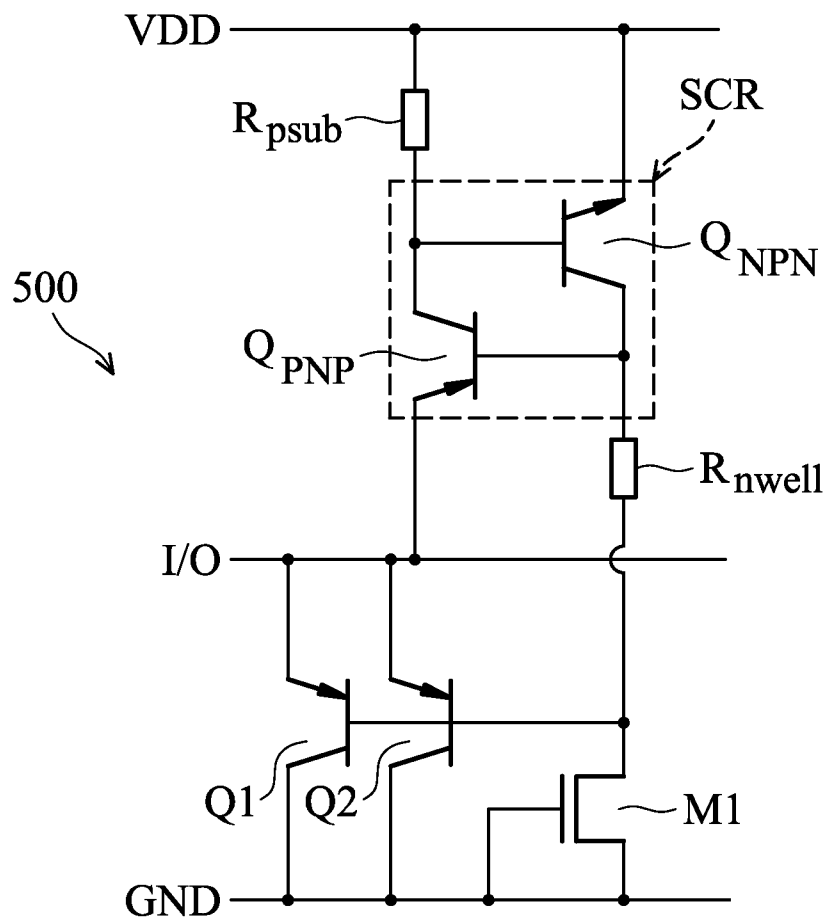 VDD
SCR
Rpsub
QNPN
500
QPNP
Rnwell
I/O
Q1
Q2
M1
GND